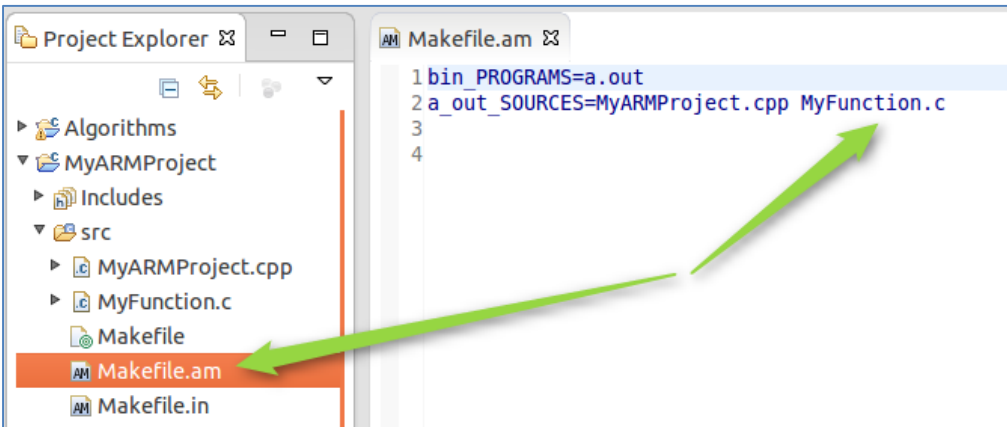 Project Explorer
Algorithms
MyARMProject
Includes
src
MyARMProject.cpp
MyFunction.c
Makefile
Makefile.am
Makefile.in
Makefile.am
1 bin_PROGRAMS=a.out
2 a_out_SOURCES=MyARMProject.cpp MyFunction.c
3
4